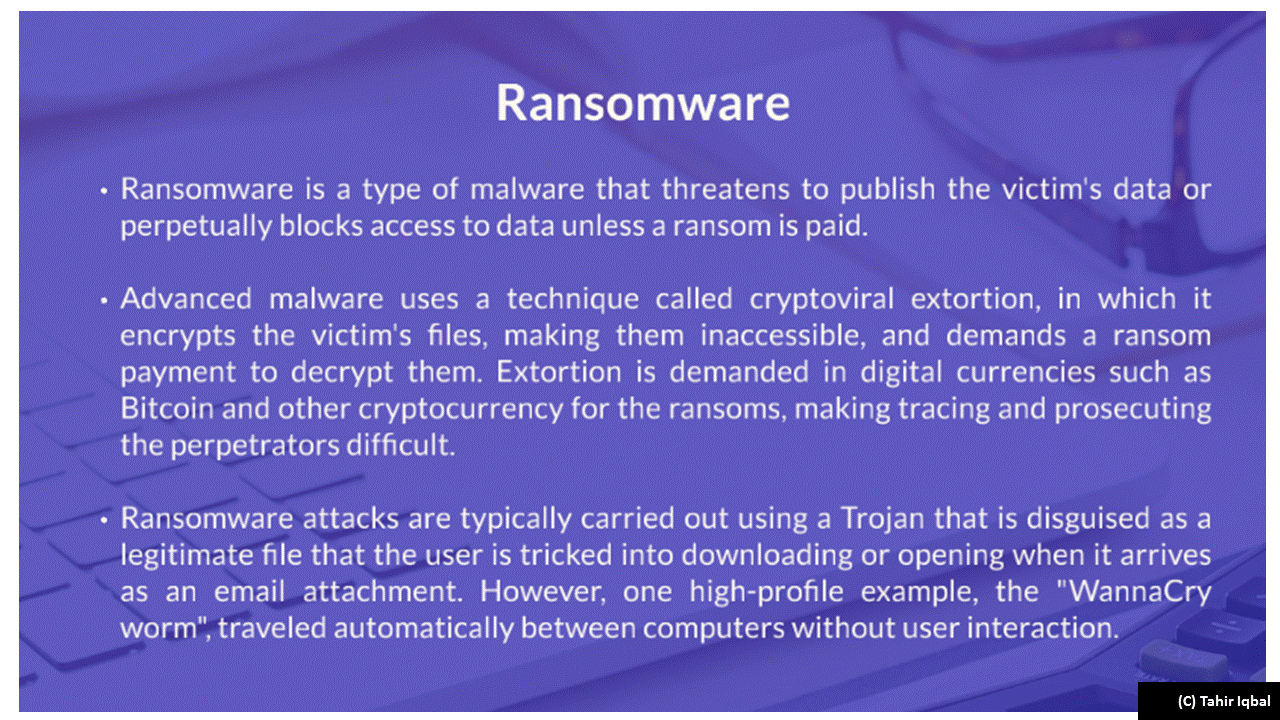 Ransomware
• Ransomware is a type of malware that threatens to publish the victim's data or
perpetually blocks access to data unless a ransom is paid.
• Advanced malware uses a technique called cryptoviral extortion, in which it
encrypts the victim's files, making them inaccessible, and demands a ransom
payment to decrypt them. Extortion is demanded in digital currencies such as
Bitcoin and other cryptocurrency for the ransoms, making tracing and prosecuting
the perpetrators difficult.
• Ransomware attacks are typically carried out using a Trojan that is disguised as a
legitimate file that the user is tricked into downloading or opening when it arrives
as an email attachment. However, one high-profile example, the "WannaCry
worm", traveled automatically between computers without user interaction.
(C) Tahir Iqbal